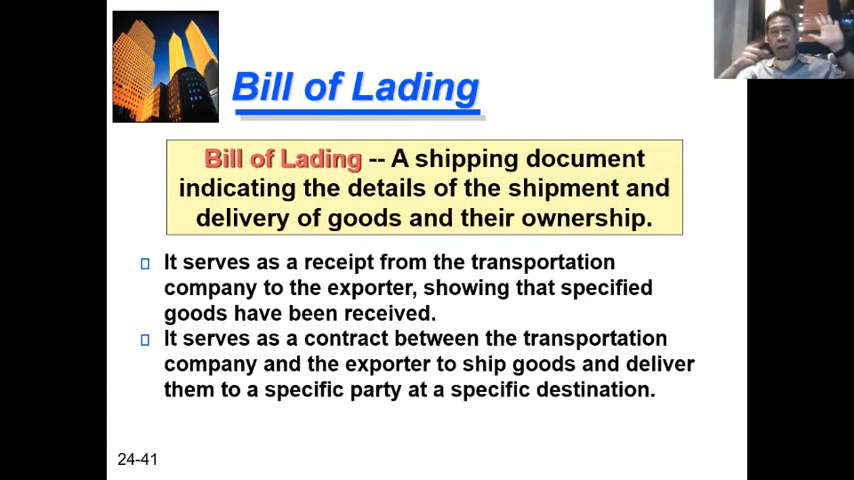 Bill of Lading
Bill of Lading -- A shipping document
indicating the details of the shipment and
delivery of goods and their ownership.
It serves as a receipt from the transportation
company to the exporter, showing that specified
goods have been received.
It serves as a contract between the transportation
company and the exporter to ship goods and deliver
them to a specific party at a specific destination.
24-41